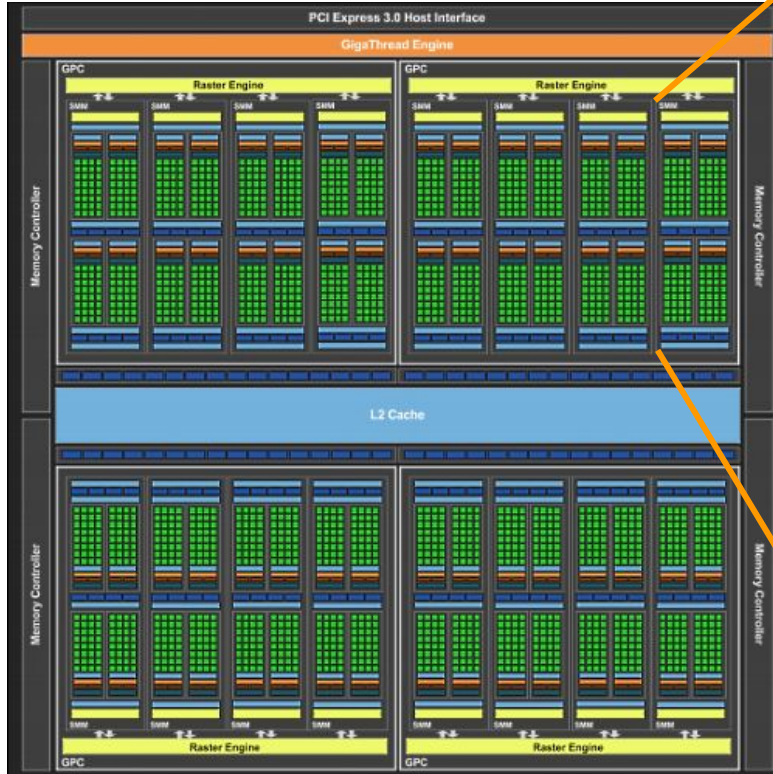 PCI Express 3.0 Host Interface
GigaThread Engine
GPC
GPC
Raster Engine
Raster Engine
SMM
SMM
SMM
SMM
SMM
SMM
SMM
SMM
Memory Controller
Memory Controller
L2 Cache
Memory Controller
Memory Controller
SMM
SMM
SMM
SMM
SMM
SMM
SMM
SMM
Raster Engine
Raster Engine
GPC
GPC